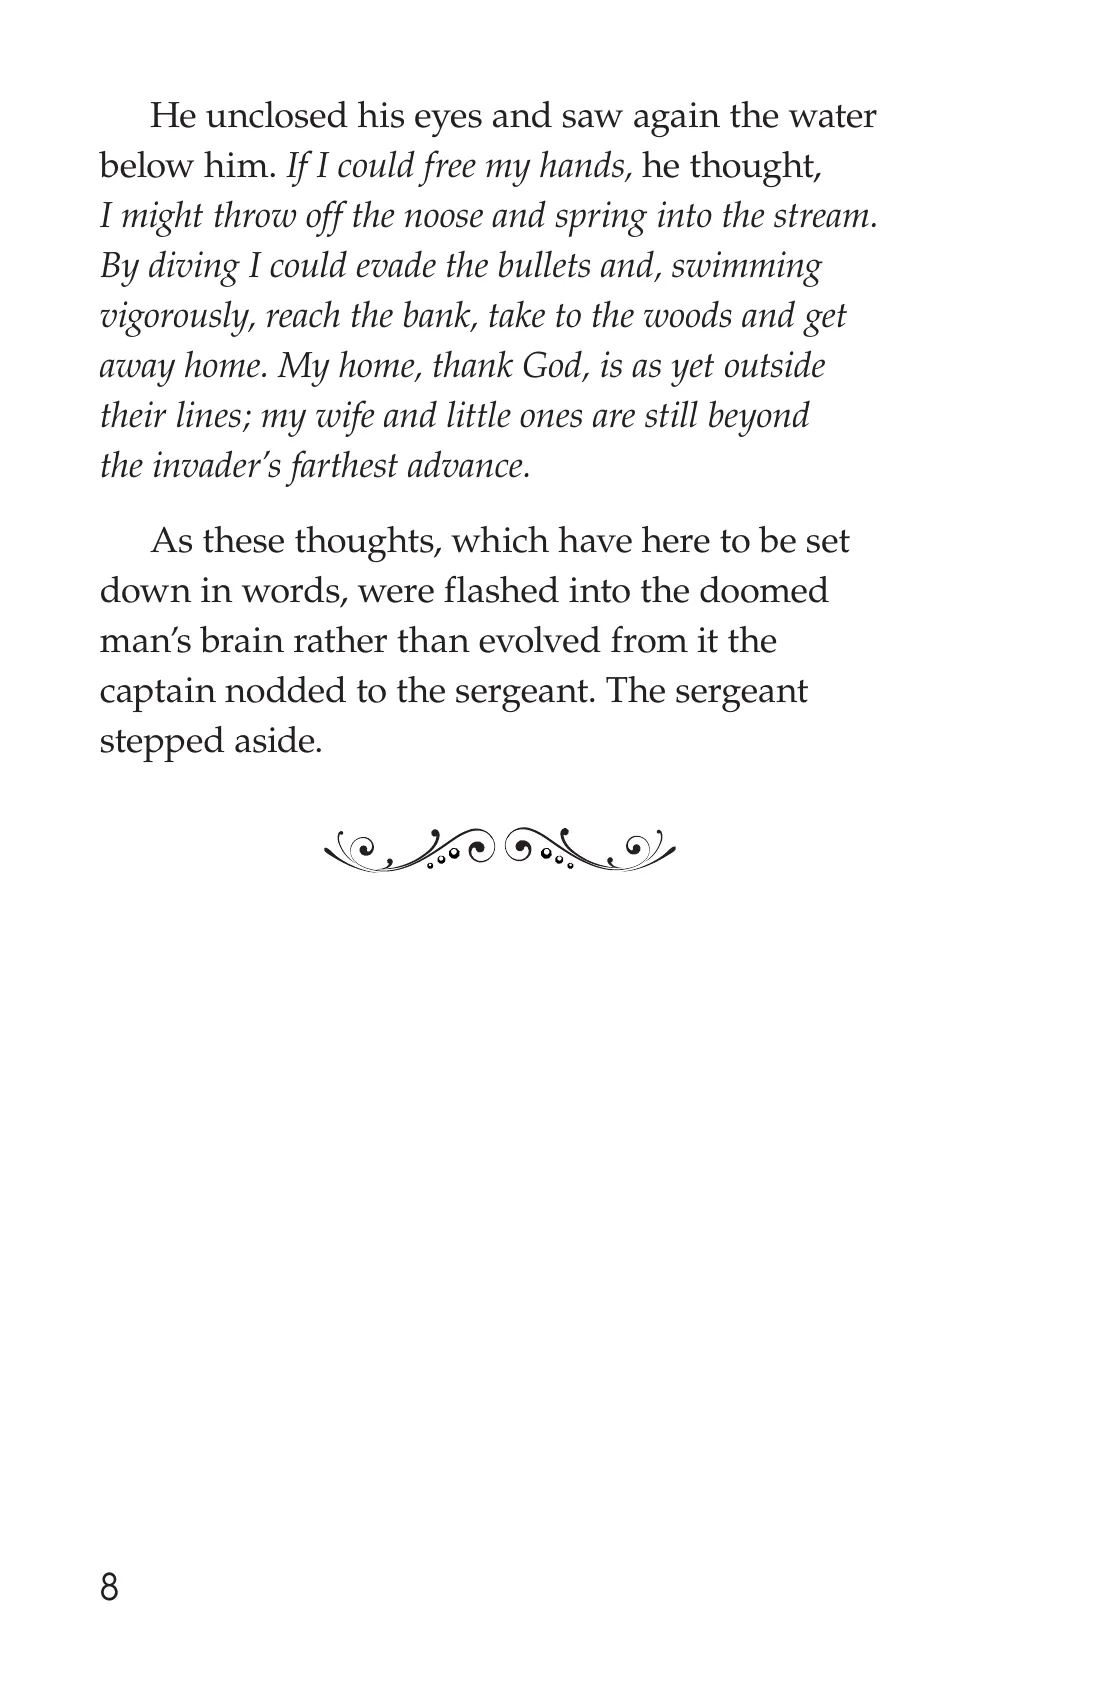 He unclosed his eyes and saw again the water
below him. If I could free my hands, he thought,
I might throw off the noose and spring into the stream.
By diving I could evade the bullets and, swimming
vigorously, reach the bank, take to the woods and get
away home. My home, thank God, is as yet outside
their lines; my wife and little ones are still beyond
the invader’s farthest advance.
As these thoughts, which have here to be set
down in words, were flashed into the doomed
man’s brain rather than evolved from it the
captain nodded to the sergeant. The sergeant
stepped aside.
8